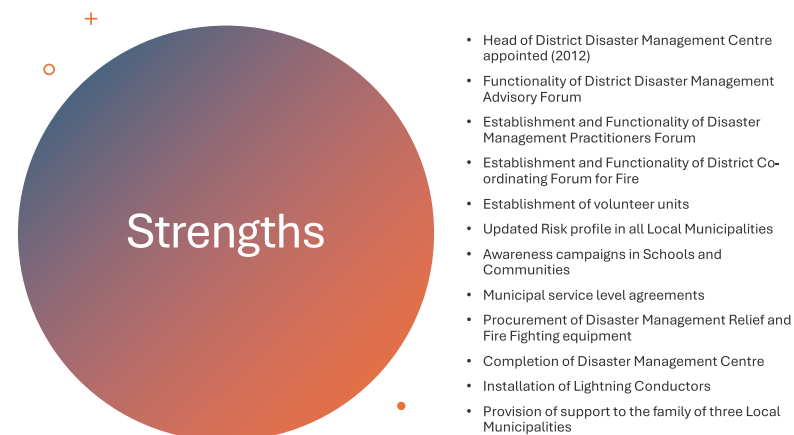 Strengths
• Head of District Disaster Management Centre
appointed (2012)
• Functionality of District Disaster Management
Advisory Forum
• Establishment and Functionality of Disaster
Management Practitioners Forum
• Establishment and Functionality of District Co-
ordinating Forum for Fire
• Establishment of volunteer units
• Updated Risk profile in all Local Municipalities
• Awareness campaigns in Schools and
Communities
• Municipal service level agreements
• Procurement of Disaster Management Relief and
Fire Fighting equipment
• Completion of Disaster Management Centre
• Installation of Lightning Conductors
• Provision of support to the family of three Local
Municipalities